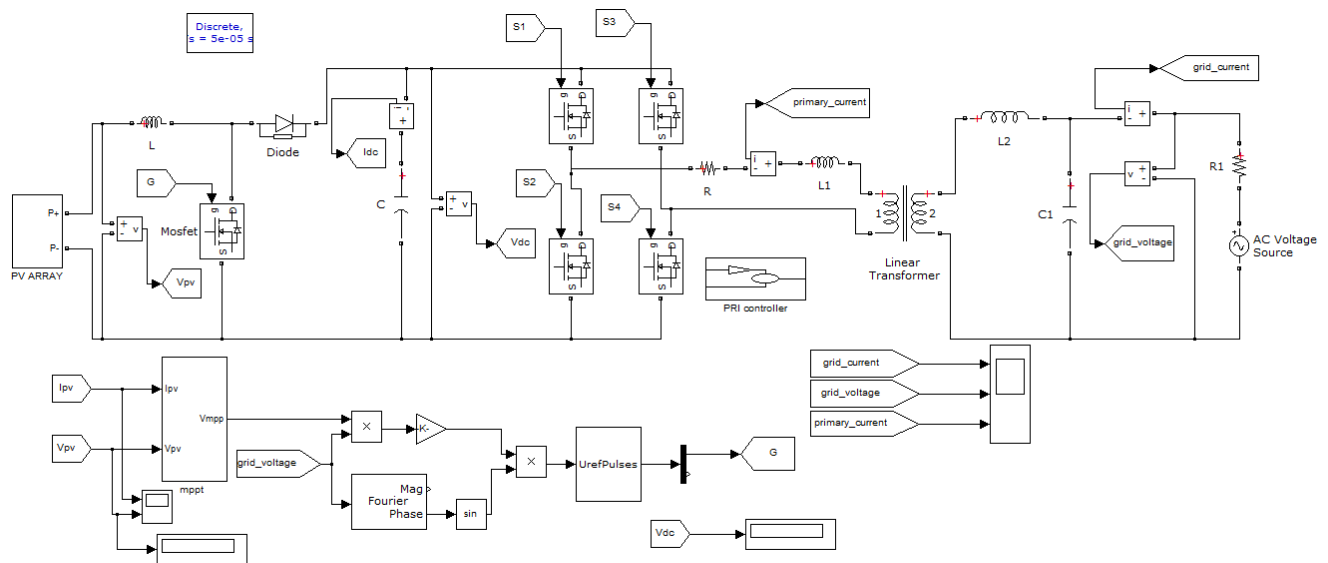 Discrete,
s = 5e-05 s
S1
S3
grid_current
primary_current
L
Diode
i
+
-
Idc
G
S2
S4
g
G
S
g
G
S
i
-
+
R
L1
L2
i
+
-
v
R1
C
C1
P+
P-
PV ARRAY
+
-
v
Mosfet
g
G
S
Vpv
+
-
v
Vdc
g
G
S
g
G
S
1
2
Linear
Transformer
grid_voltage
AC Voltage
Source
PRI controller
Ipv
Vpv
Ipv
Vpv
Vmpp
mppt
grid_voltage
×
K-
Mag
Fourier
Phase
sin
×
UrefPulses
G
grid_current
grid_voltage
primary_current
Vdc